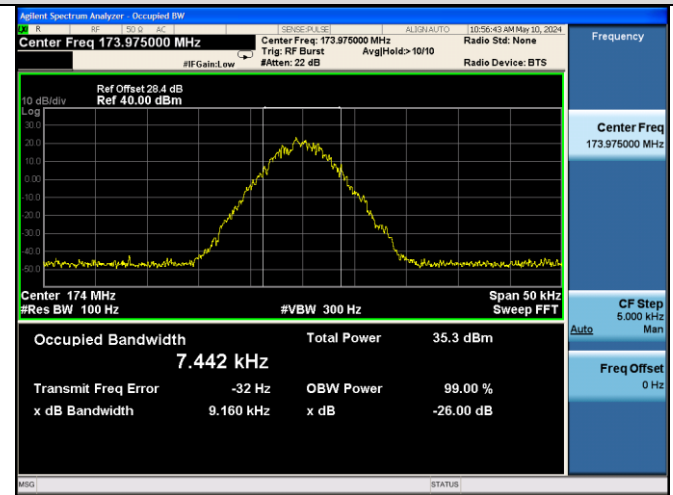 Agilent Spectrum Analyzer - Occupied BW
R RF 50 Ω AC SENSE:PULSE ALIGN AUTO 10:56:43 AM May 10, 2024
Center Freq 173.975000 MHz Center Freq: 173.975000 MHz Radio Std: None
Trig: RF Burst Avg|Hold:> 10/10
#IFGain:Low #Atten: 22 dB Radio Device: BTS
Ref Offset 28.4 dB
10 dB/div Ref 40.00 dBm
Log
30.0
20.0
10.0
0.00
-10.0
-20.0
-30.0
-40.0
-50.0
Center 174 MHz Span 50 kHz
#Res BW 100 Hz #VBW 300 Hz Sweep FFT
Occupied Bandwidth Total Power 35.3 dBm
7.442 kHz
Transmit Freq Error -32 Hz OBW Power 99.00 %
x dB Bandwidth 9.160 kHz x dB -26.00 dB
MSG STATUS
Frequency
Center Freq
173.975000 MHz
CF Step
5.000 kHz
Auto Man
Freq Offset
0 Hz